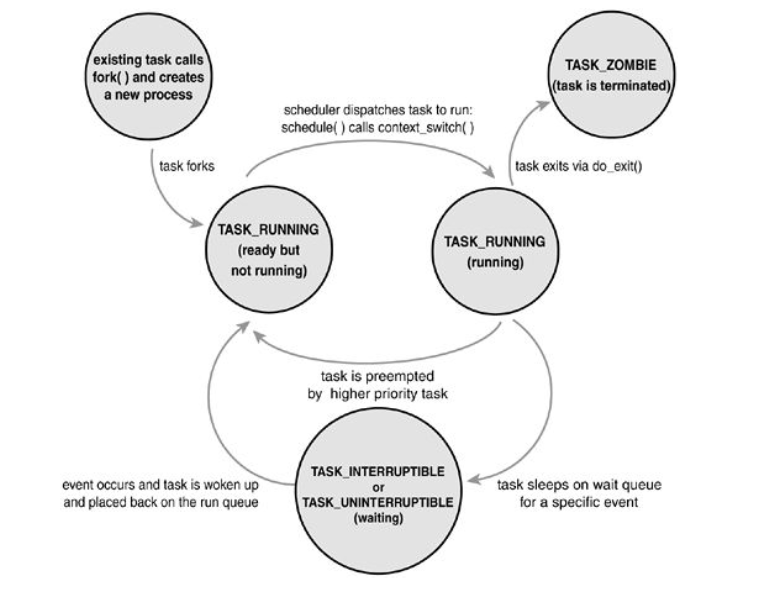 existing task calls
fork( ) and creates
a new process
TASK_ZOMBIE
(task is terminated)
scheduler dispatches task to run:
schedule( ) calls context_switch( )
task forks
task exits via do_exit()
TASK_RUNNING
(ready but
not running)
TASK_RUNNING
(running)
task is preempted
by higher priority task
TASK_INTERRUPTIBLE
or
TASK_UNINTERRUPTIBLE
(waiting)
event occurs and task is woken up
and placed back on the run queue
task sleeps on wait queue
for a specific event